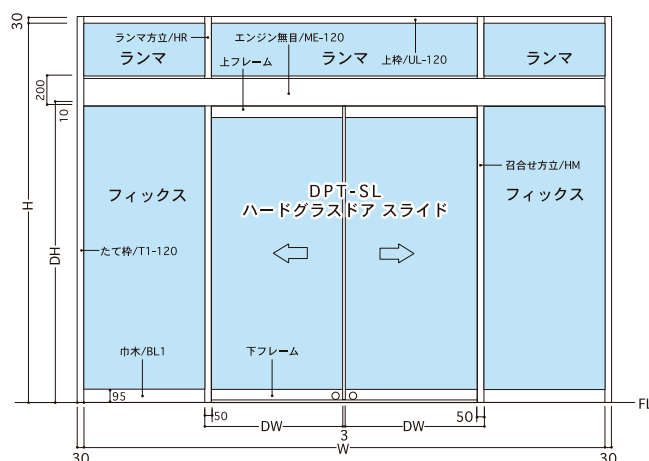 30
ランマ方立/HR
エンジン無目/ME-120
ランマ
ランマ
上枠/UL-120
ランマ
上フレーム
200
10
フィックス
DPT-SL
ハードグラスドア スライド
召合せ方立/HM
フィックス
H
DH
たて枠/T1-120
巾木/BL1
下フレーム
95
FL
50
50
DW
3
DW
W
30
30